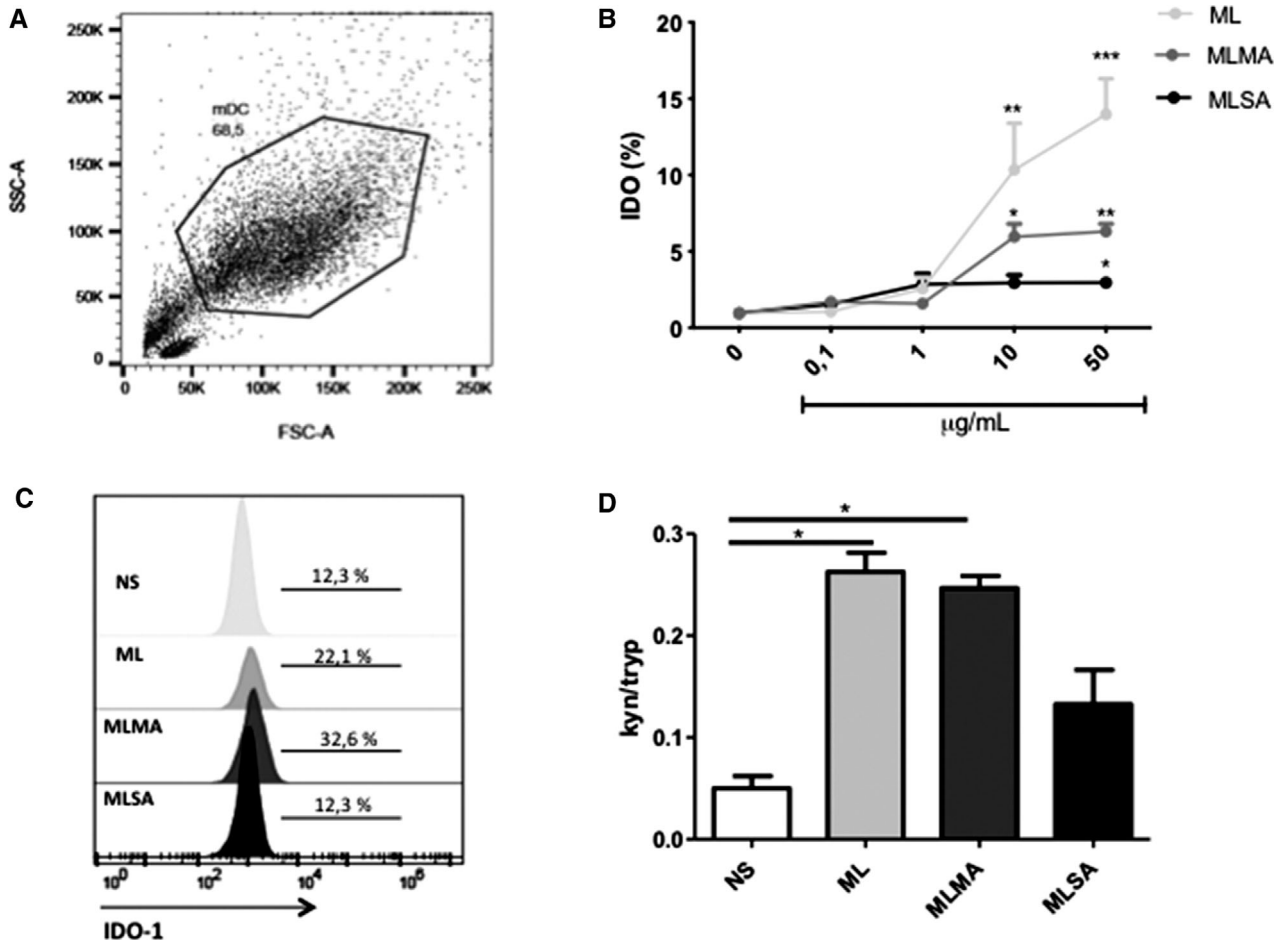 A
250K
200K
150K
100K
50K
0
SSC-A
mDC
68,5
0 50K 100K 150K 200K 250K
FSC-A
B
20
15
10
5
0
IDO (%)
ML
MLMA
MLSA
***
**
*
**
*
0 0,1 1 10 50
μg/mL
C
NS
12,3 %
ML
22,1 %
MLMA
32,6 %
MLSA
12,3 %
10^0 10^2 10^4 10^6
IDO-1
D
0.3
0.2
0.1
0.0
kyn/tryp
*
*
NS ML MLMA MLSA